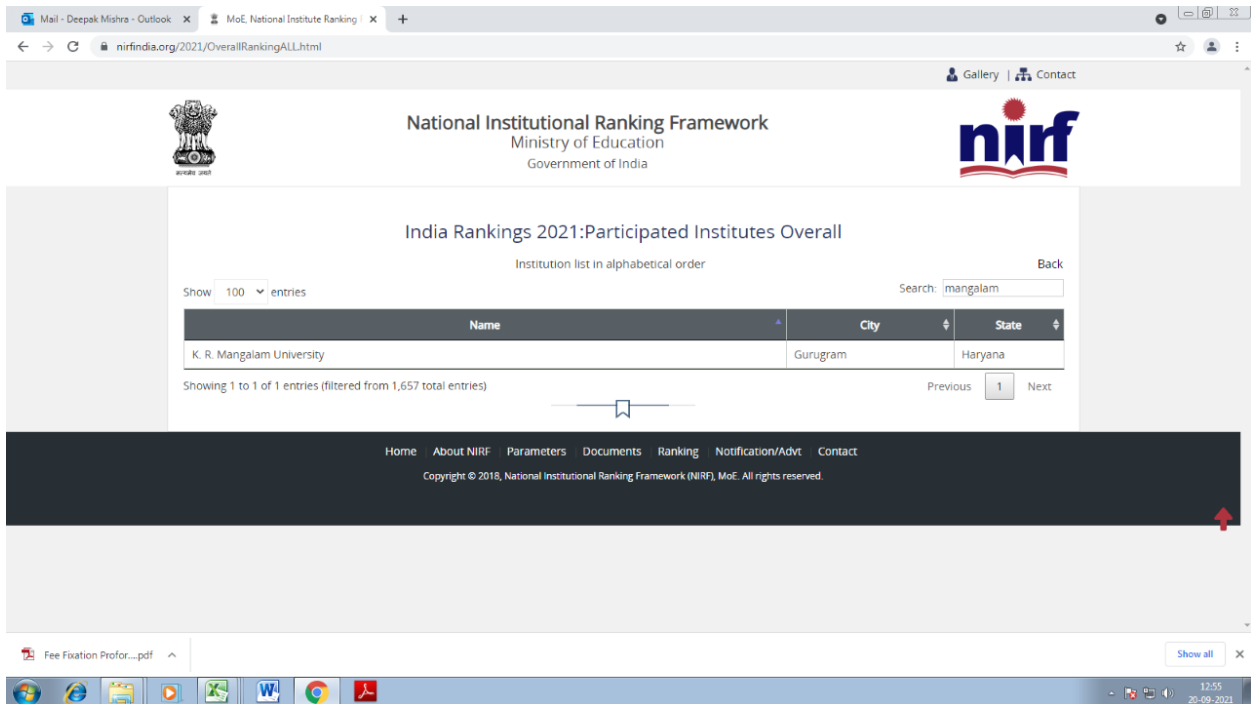 Mail - Deepak Mishra - Outlook
MoE, National Institute Ranking
nirfindia.org/2021/OverallRankingALL.html
Gallery | Contact
सत्यमेव जयते
National Institutional Ranking Framework
Ministry of Education
Government of India
nirf
India Rankings 2021:Participated Institutes Overall
Institution list in alphabetical order
Back
Show 100 entries
Search: mangalam
Name City State
K. R. Mangalam University Gurugram Haryana
Showing 1 to 1 of 1 entries (filtered from 1,657 total entries)
Previous 1 Next
Home About NIRF Parameters Documents Ranking Notification/Advt Contact
Copyright © 2018, National Institutional Ranking Framework (NIRF), MoE. All rights reserved.
Fee Fixation Profor....pdf
Show all
12:55
20-09-2021